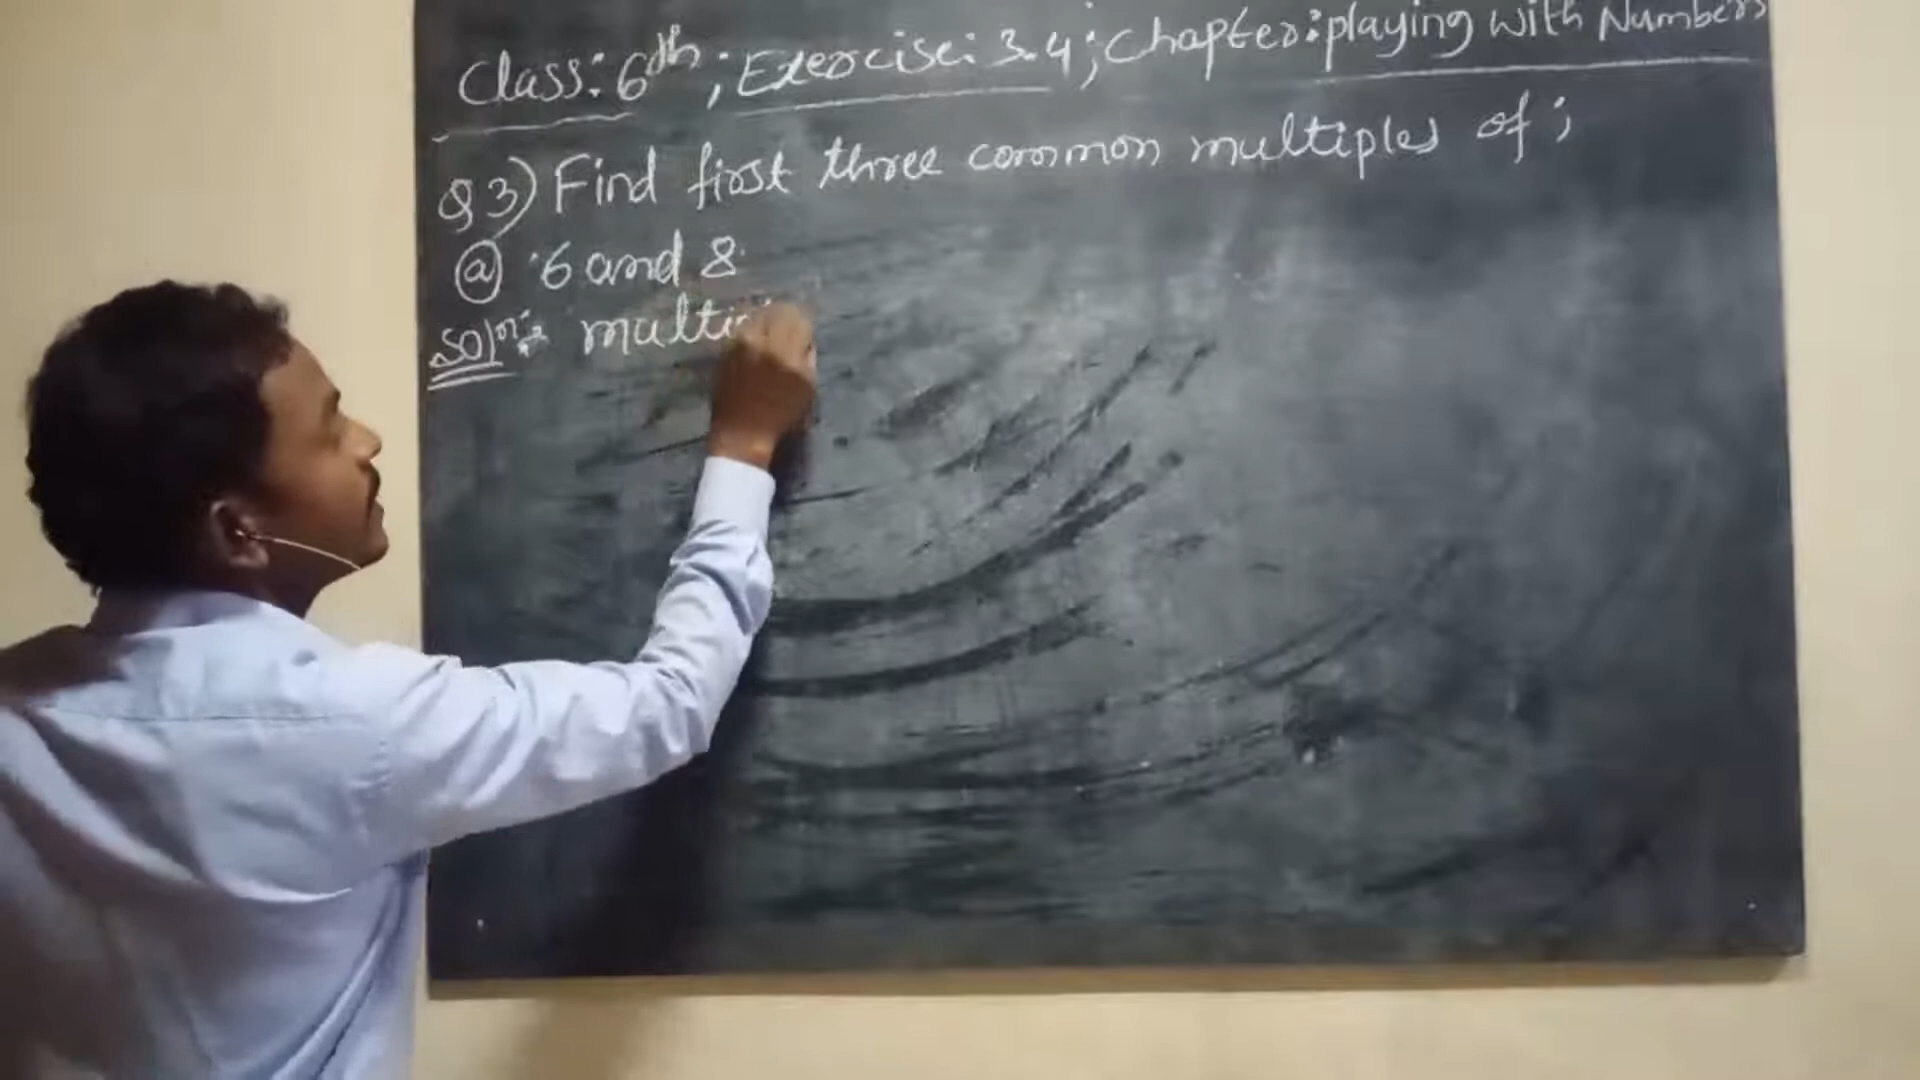 Class: 6th; Exercise: 3.4; Chapter: playing with Numbers
Q3) Find first three common multiples of;
(a) 6 and 8.
Soln:- multi